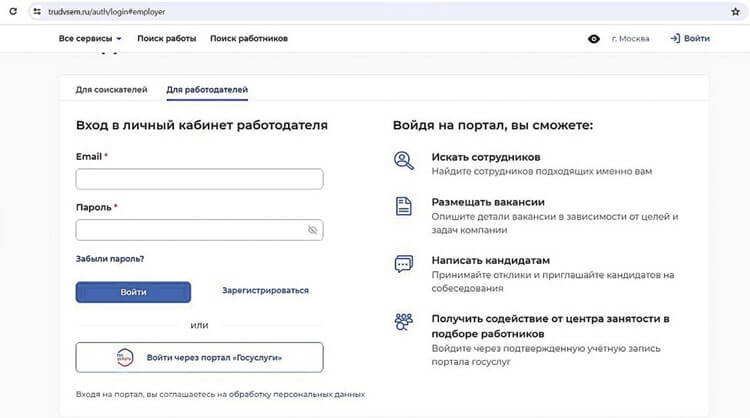 trudvsem.ru/auth/login#employer
Все сервисы Поиск работы Поиск работников г. Москва Войти
Для соискателей Для работодателей
Вход в личный кабинет работодателя
Email *
Пароль *
Забыли пароль?
Войти Зарегистрироваться
или
Войти через портал «Госуслуги»
Входя на портал, вы соглашаетесь на обработку персональных данных
Войдя на портал, вы сможете:
Искать сотрудников
Найдите сотрудников подходящих именно вам
Размещать вакансии
Опишите детали вакансии в зависимости от целей и
задач компании
Написать кандидатам
Принимайте отклики и приглашайте кандидатов на
собеседования
Получить содействие от центра занятости в
подборе работников
Войдите через подтвержденную учётную запись
портала госуслуг